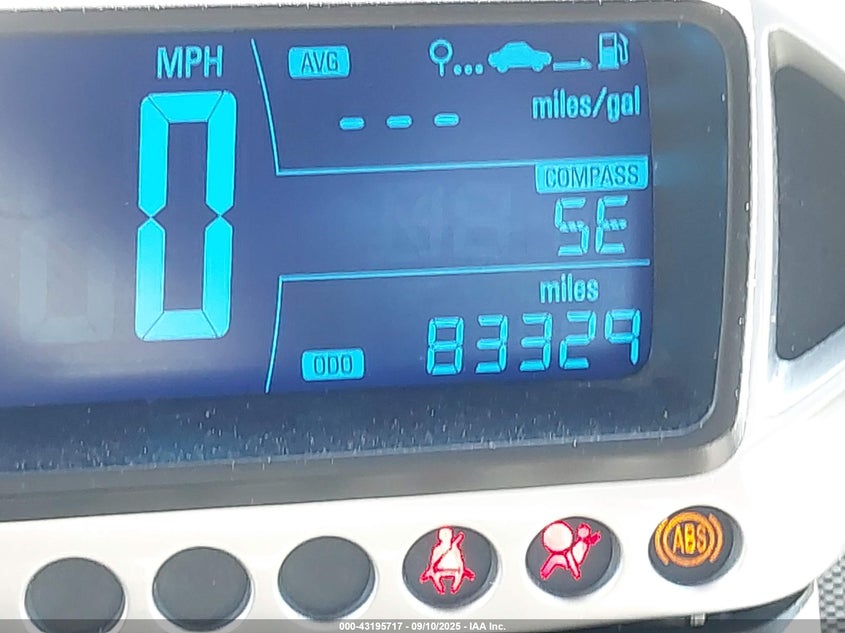 MPH
0
AVG
---
miles/gal
COMPASS
SE
miles
ODO 83329
ABS
000-43195717 - 09/10/2025 - IAA Inc.